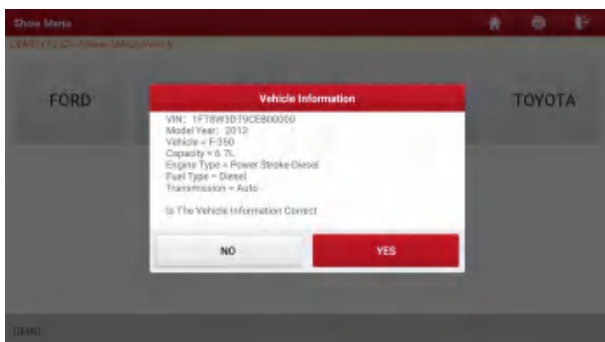 Show Menu
FORD
TOYOTA
Vehicle Information
VIN: 1FT8W3DT9CEB00000
Model Year: 2012
Vehicle = F-350
Capacity = 6.7L
Engine Type = Power Stroke Diesel
Fuel Type = Diesel
Transmission = Auto
Is The Vehicle Information Correct
NO
YES
DEMO